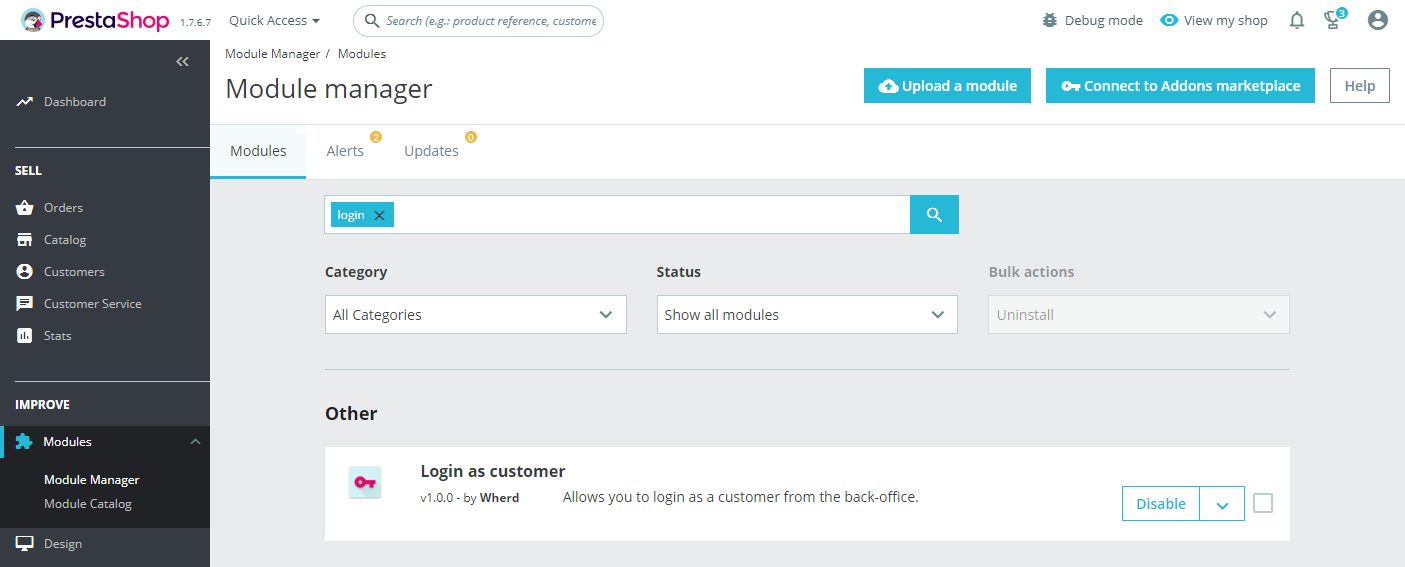 PrestaShop 1.7.6.7 Quick Access Search (e.g.: product reference, custome Debug mode View my shop 3
Module Manager / Modules
Module manager
Upload a module Connect to Addons marketplace Help
Dashboard
SELL
Orders
Catalog
Customers
Customer Service
Stats
IMPROVE
Modules
Module Manager
Module Catalog
Design
Modules Alerts 2 Updates 0
login
Category Status Bulk actions
All Categories Show all modules Uninstall
Other
Login as customer
v1.0.0 - by Wherd Allows you to login as a customer from the back-office.
Disable